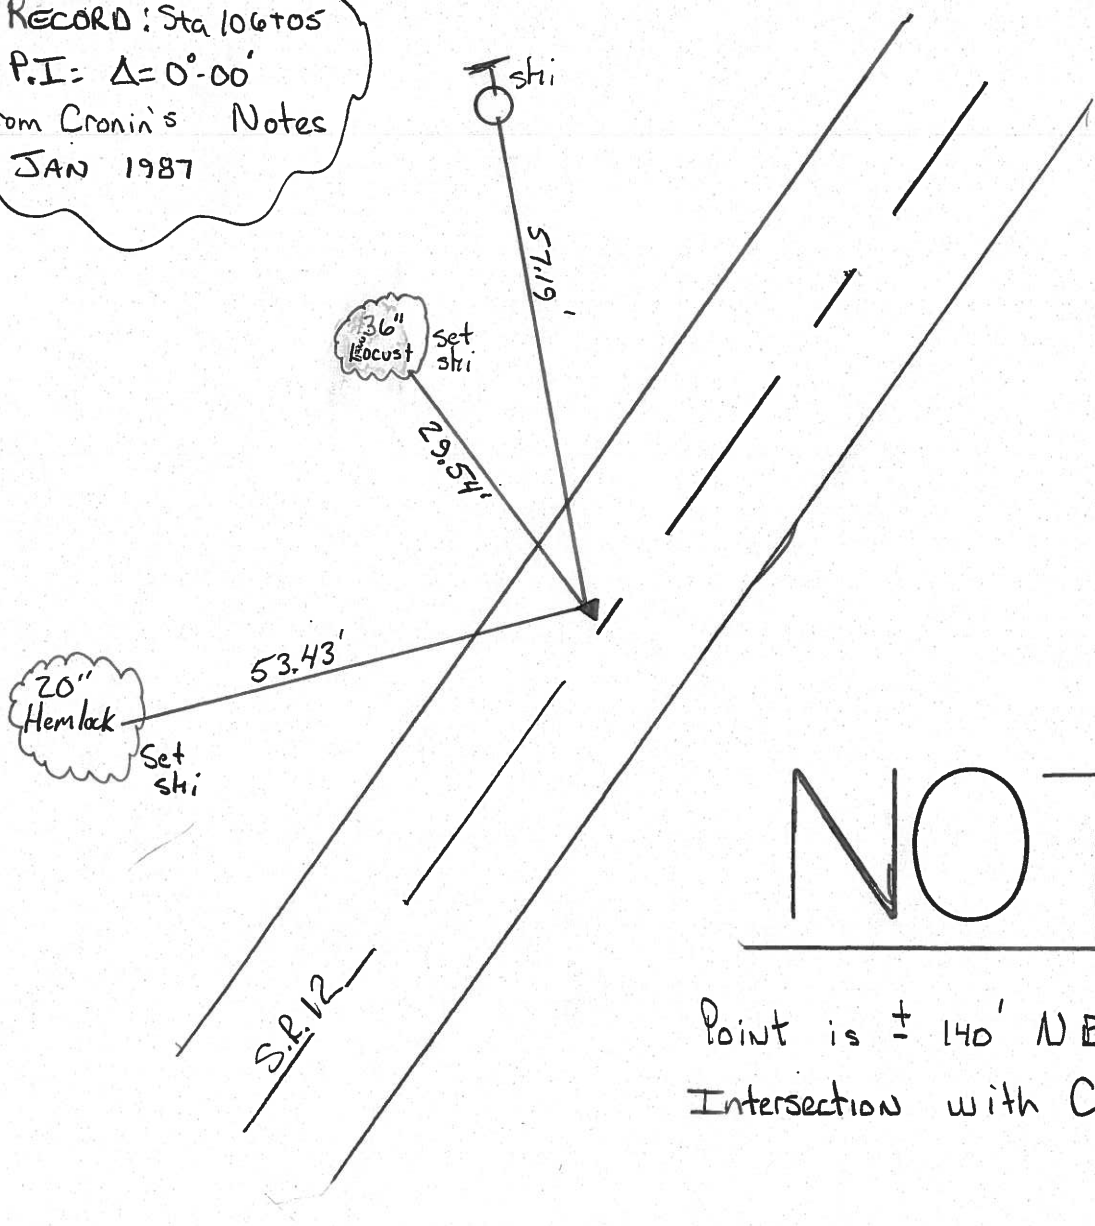 RECORD: Sta 106+05
P.I= Δ= 0°-00'
om Cronin's Notes
JAN 1987
shi
57.19'
36"
Locust
set
shi
29.54'
53.43'
20"
Hemlock
Set
shi
S.R. 12
NOT
Point is ± 140' NE
Intersection with C